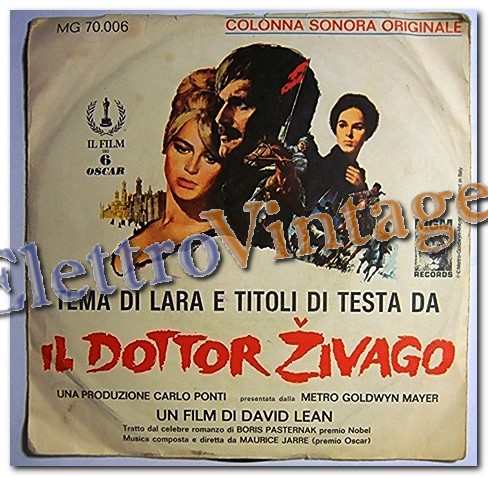 MG 70.006
COLONNA SONORA ORIGINALE
IL FILM
DAI
6
OSCAR
RECORDS
ElettroVintage
TEMA DI LARA E TITOLI DI TESTA DA
IL DOTTOR ŽIVAGO
UNA PRODUZIONE CARLO PONTI presentata dalla METRO GOLDWYN MAYER
UN FILM DI DAVID LEAN
Tratto dal celebre romanzo di BORIS PASTERNAK premio Nobel
Musica composta e diretta da MAURICE JARRE (premio Oscar)